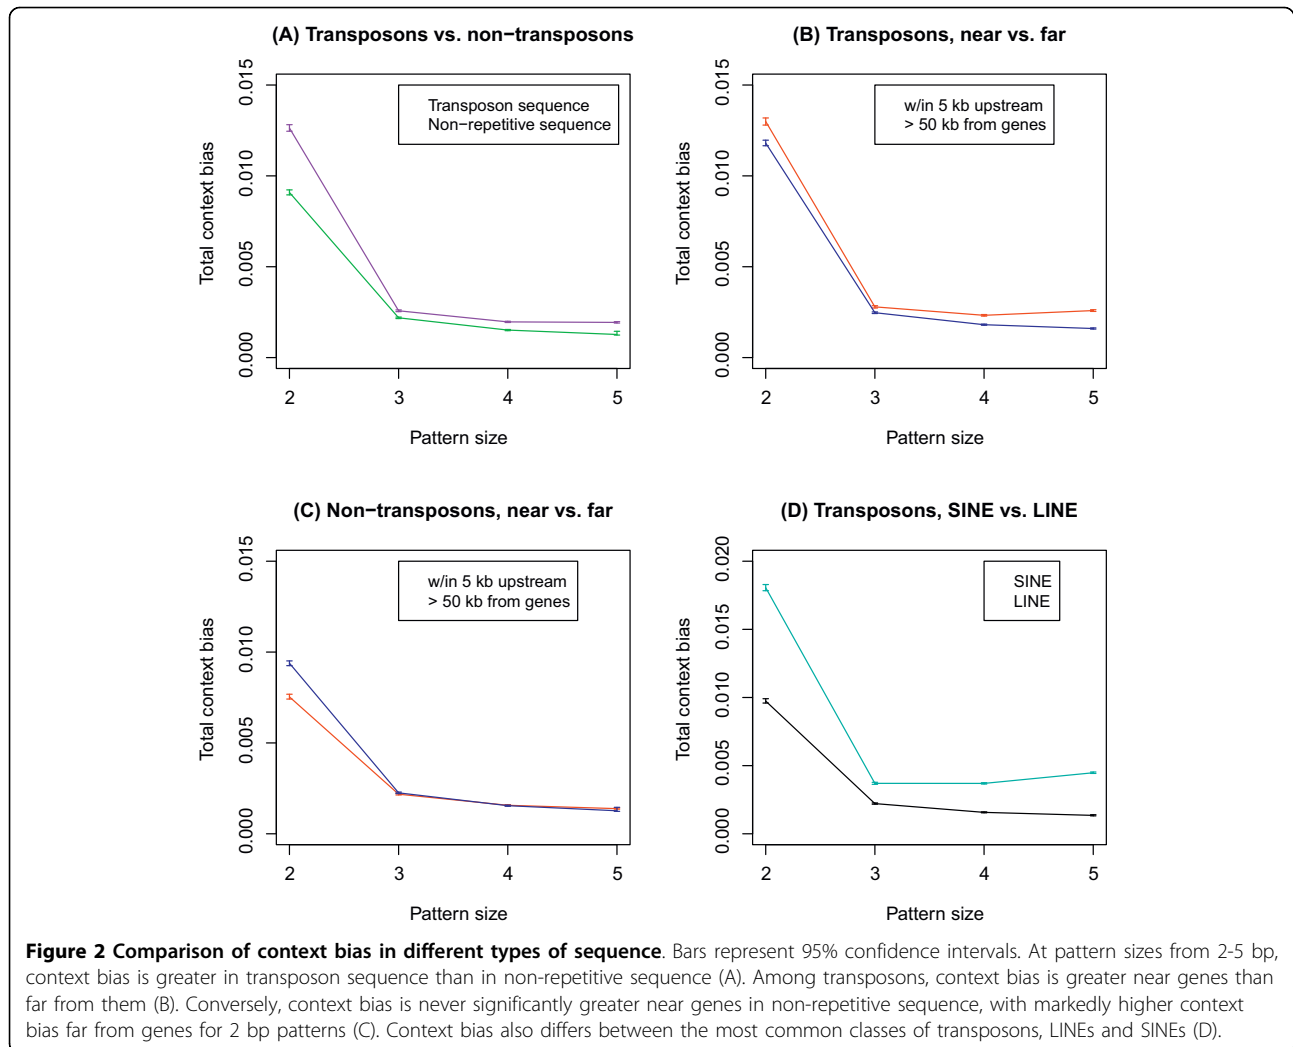 (A) Transposons vs. non−transposons
Total context bias
0.015
0.010
0.005
0.000
Transposon sequence
Non−repetitive sequence
2 3 4 5
Pattern size
(B) Transposons, near vs. far
Total context bias
0.015
0.010
0.005
0.000
w/in 5 kb upstream
> 50 kb from genes
2 3 4 5
Pattern size
(C) Non−transposons, near vs. far
Total context bias
0.015
0.010
0.005
0.000
w/in 5 kb upstream
> 50 kb from genes
2 3 4 5
Pattern size
(D) Transposons, SINE vs. LINE
Total context bias
0.020
0.015
0.010
0.005
0.000
SINE
LINE
2 3 4 5
Pattern size
Figure 2 Comparison of context bias in different types of sequence. Bars represent 95% confidence intervals. At pattern sizes from 2-5 bp,
context bias is greater in transposon sequence than in non-repetitive sequence (A). Among transposons, context bias is greater near genes than
far from them (B). Conversely, context bias is never significantly greater near genes in non-repetitive sequence, with markedly higher context
bias far from genes for 2 bp patterns (C). Context bias also differs between the most common classes of transposons, LINEs and SINEs (D).